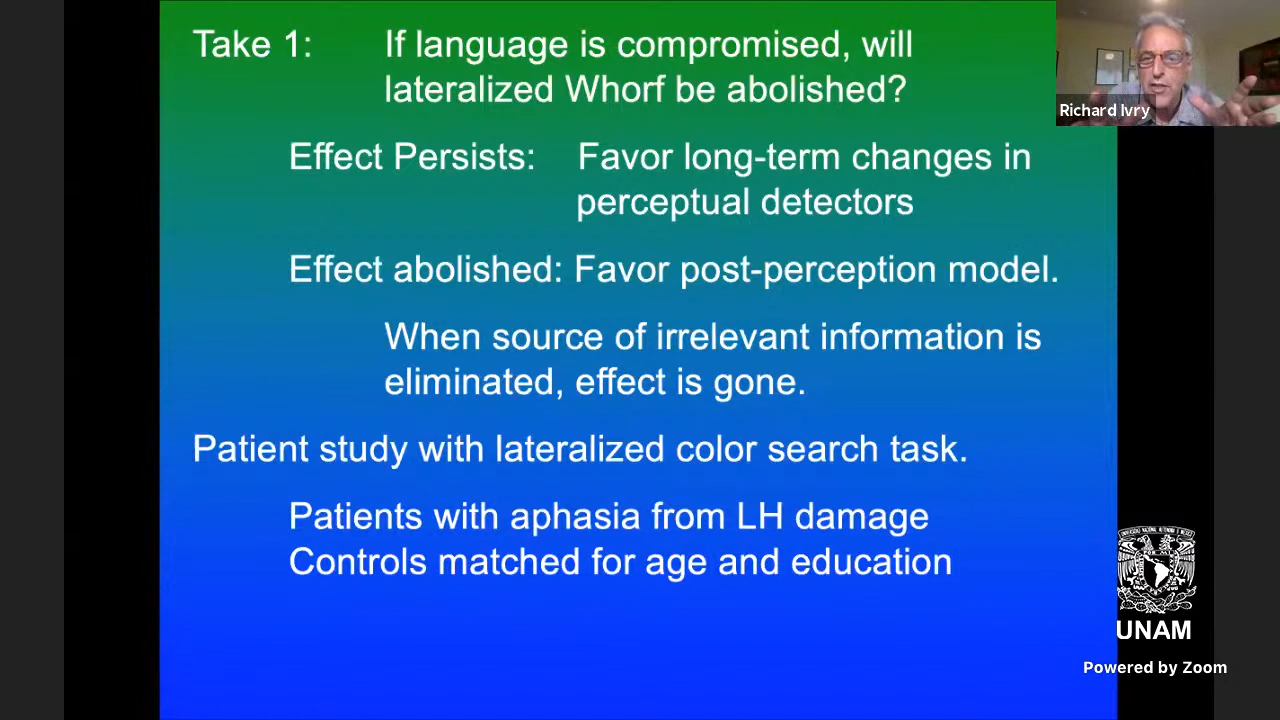 Take 1: If language is compromised, will
lateralized Whorf be abolished?
Effect Persists: Favor long-term changes in
perceptual detectors
Effect abolished: Favor post-perception model.
When source of irrelevant information is
eliminated, effect is gone.
Patient study with lateralized color search task.
Patients with aphasia from LH damage
Controls matched for age and education
Richard Ivry
UNAM
Powered by Zoom